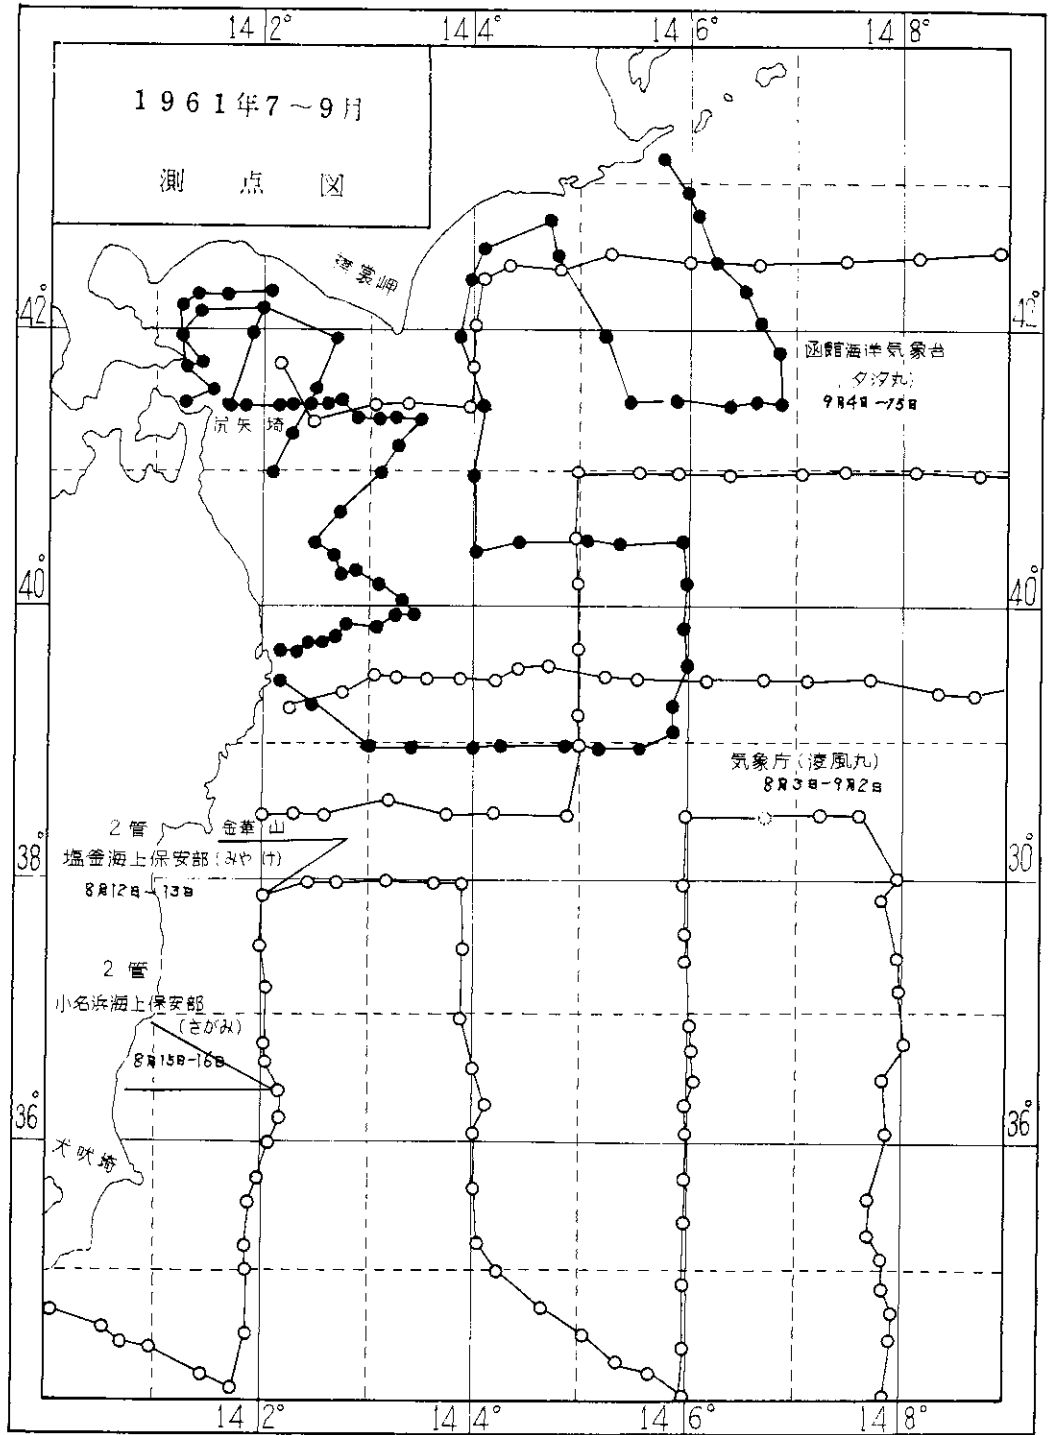 142°
144°
146°
148°
1961年7~9月
測点図
襟裳岬
42°
42°
函館海洋気象台
(夕汐丸)
9月4日~15日
尻矢埼
40°
40°
気象庁(凌風丸)
8月3日-9月2日
2管
金華山
38°
30°
塩釜海上保安部(みやけ)
8月12日-13日
2管
小名浜海上保安部
(さがみ)
8月15日-16日
36°
36°
犬吠埼
142°
144°
146°
148°